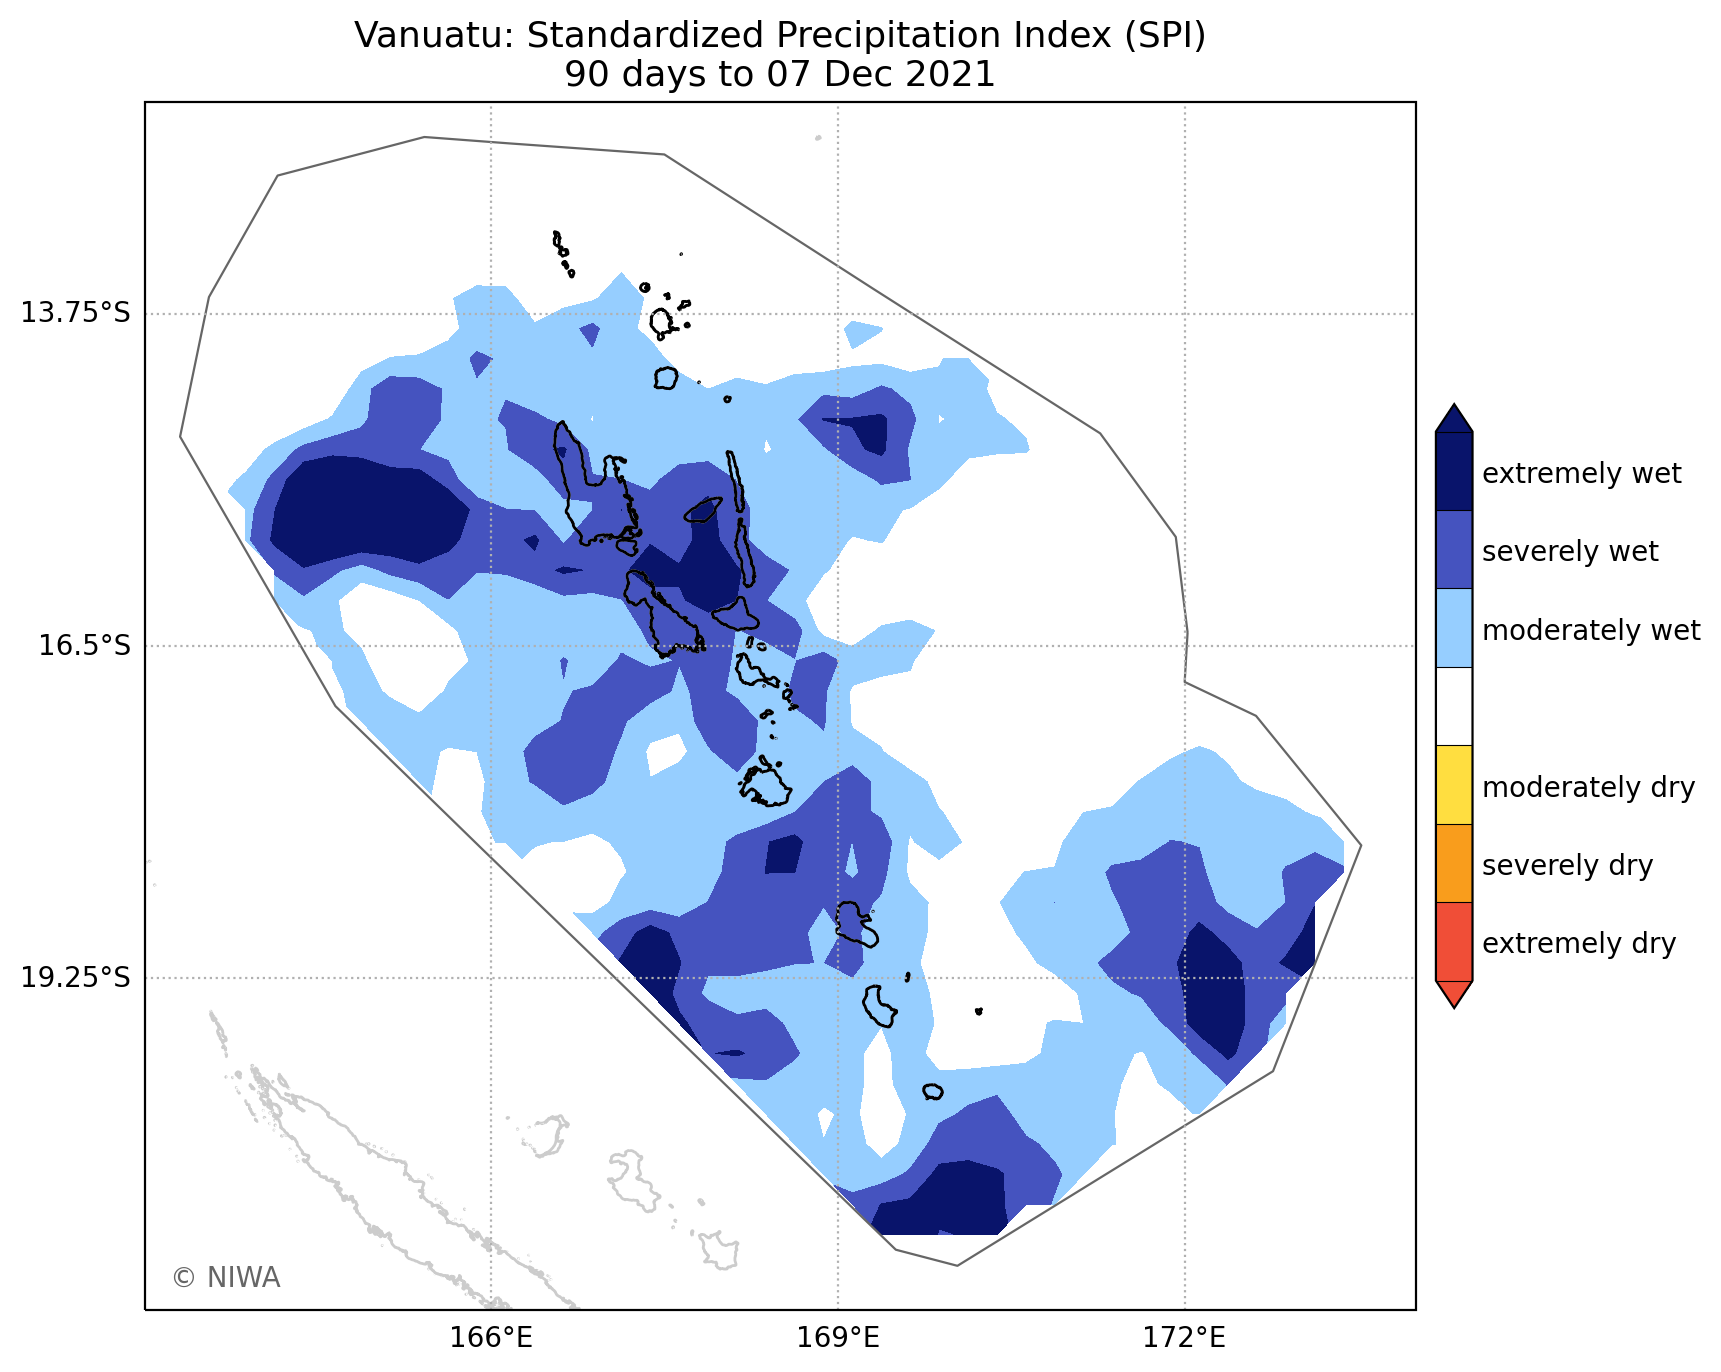 Vanuatu: Standardized Precipitation Index (SPI)
90 days to 07 Dec 2021
13.75°S
16.5°S
19.25°S
166°E
169°E
172°E
extremely wet
severely wet
moderately wet
moderately dry
severely dry
extremely dry
© NIWA